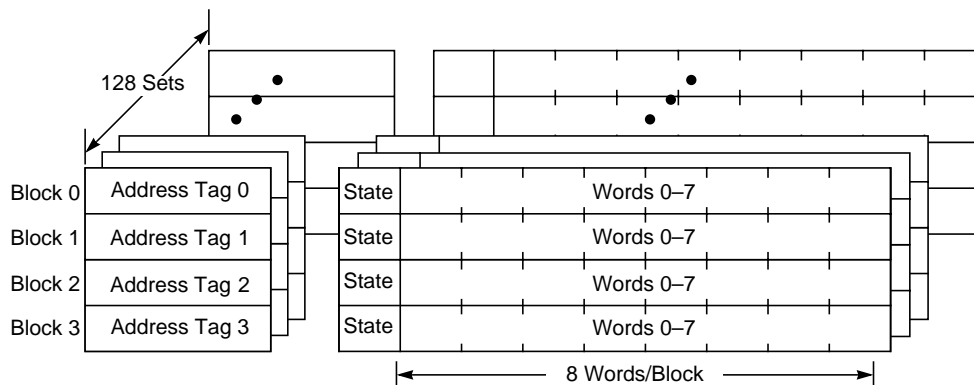 128 Sets
Block 0 Address Tag 0 State Words 0–7
Block 1 Address Tag 1 State Words 0–7
Block 2 Address Tag 2 State Words 0–7
Block 3 Address Tag 3 State Words 0–7
8 Words/Block